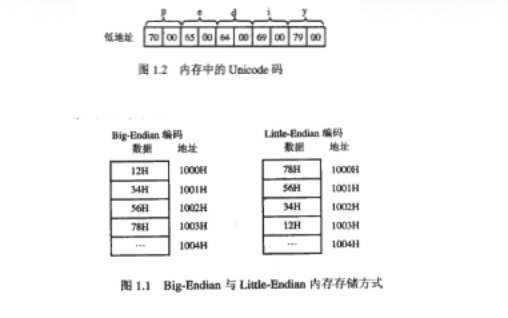 p e d i y
低地址 70 00 65 00 64 00 69 00 79 00
图 1.2 内存中的 Unicode 码
Big-Endian 编码 Little-Endian 编码
数据 地址 数据 地址
12H 1000H 78H 1000H
34H 1001H 56H 1001H
56H 1002H 34H 1002H
78H 1003H 12H 1003H
… 1004H … 1004H
图 1.1 Big-Endian 与 Little-Endian 内存存储方式